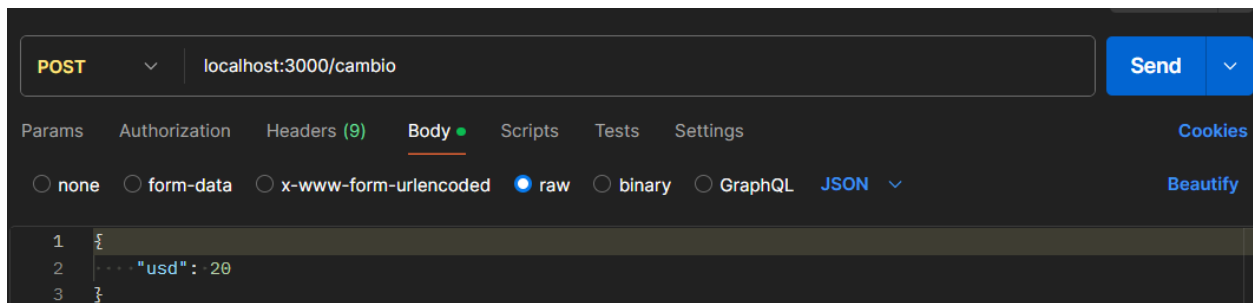 POST localhost:3000/cambio Send
Params Authorization Headers (9) Body Scripts Tests Settings Cookies
none form-data x-www-form-urlencoded raw binary GraphQL JSON Beautify
1 {
2 "usd": 20
3 }